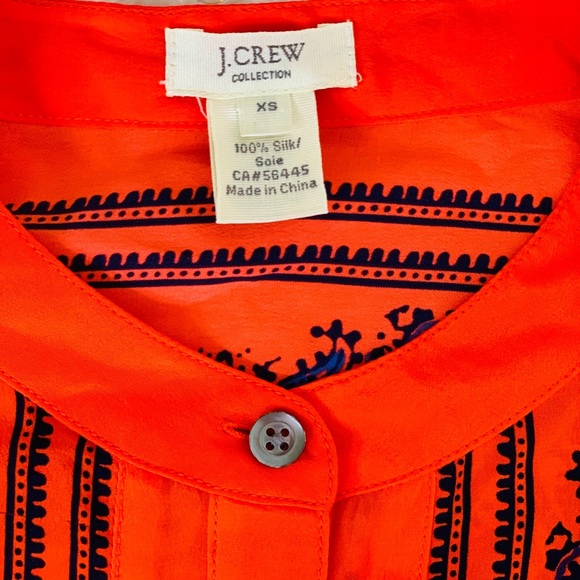 J.CREW
COLLECTION
XS
100% Silk/
Soie
CA#56445
Made in China